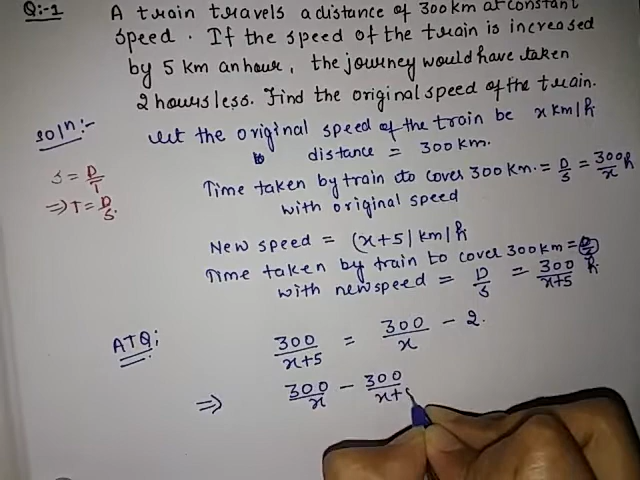 Q:-1 A train travels a distance of 300 km at constant
speed. If the speed of the train is increased
by 5 km an hour, the journey would have taken
2 hours less. Find the original speed of the train.
Soln:- Let the original speed of the train be x km/h
distance = 300 km.
S = D/T
Time taken by train to cover 300 km. = D/S = 300/x h
⇒ T = D/S.
with original speed
New speed = (x+5) km/h
Time taken by train to cover 300 km = D/S
with new speed = D/S = 300/x+5 h
ATQ; 300/x+5 = 300/x - 2.
⇒ 300/x - 300/x+5